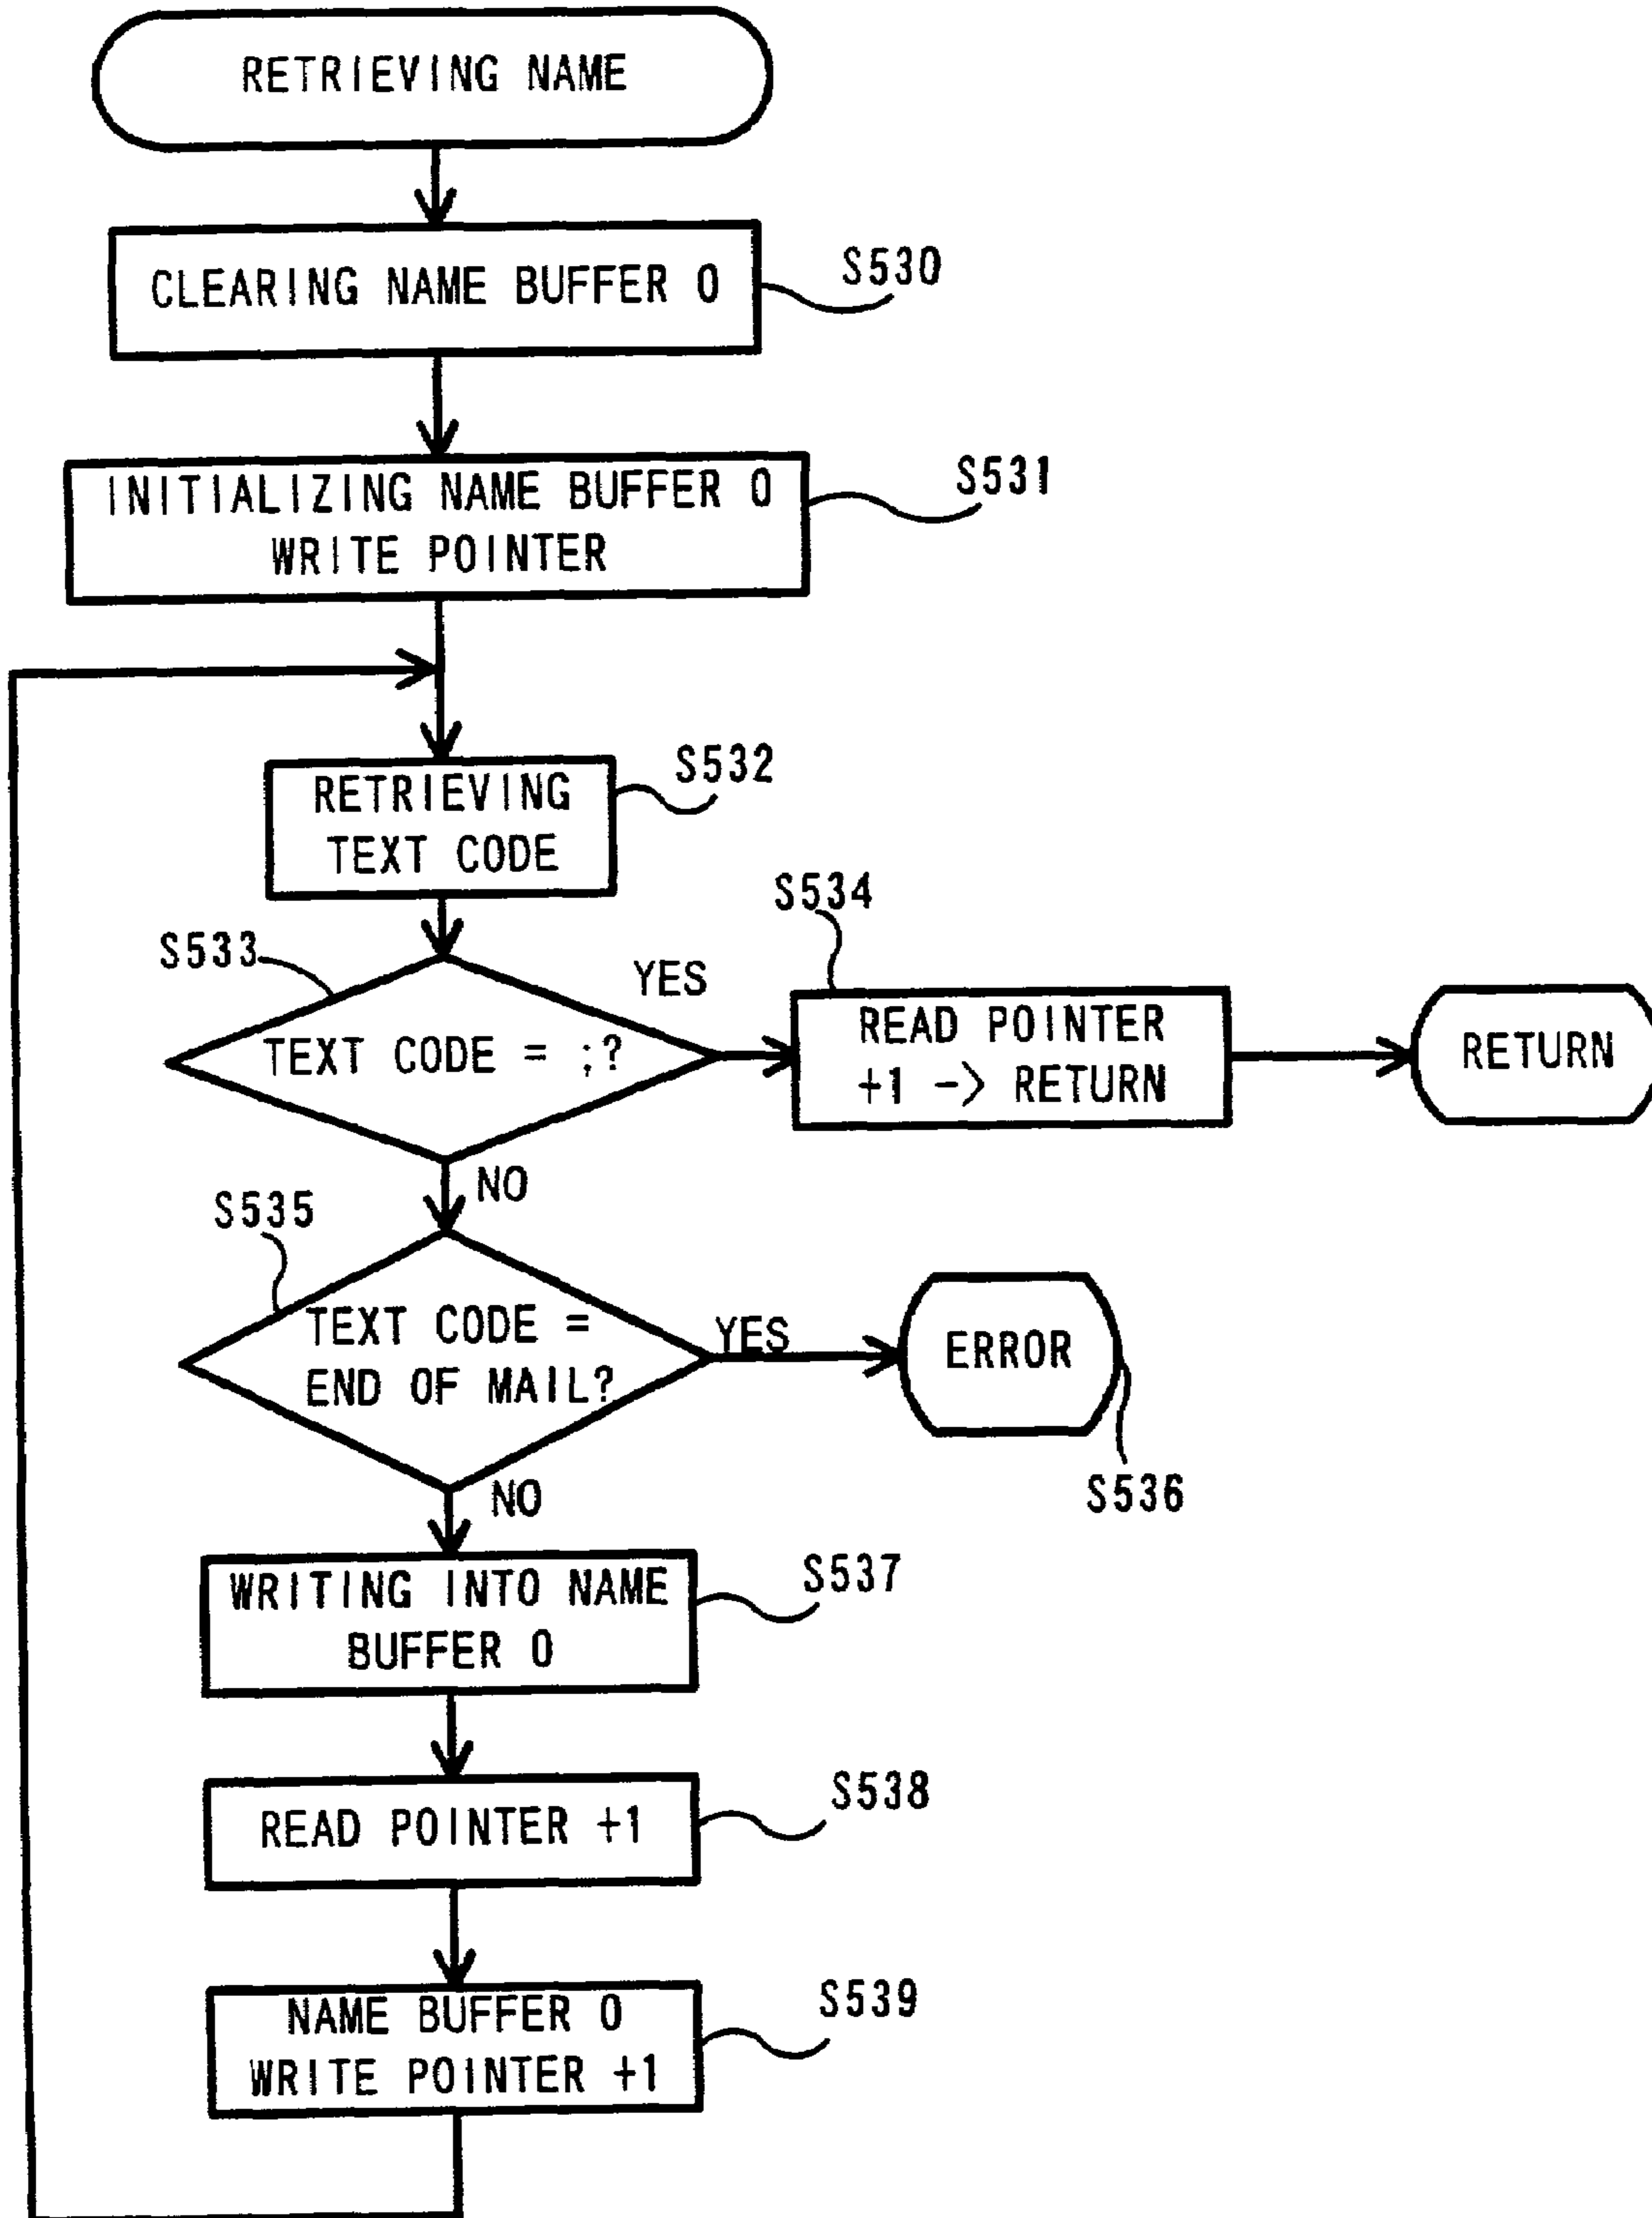 RETRIEVING NAME
CLEARING NAME BUFFER 0
S530
INITIALIZING NAME BUFFER 0
WRITE POINTER
S531
RETRIEVING
TEXT CODE
S532
S533
TEXT CODE = ;?
YES
S534
READ POINTER
+1 -> RETURN
RETURN
NO
S535
TEXT CODE =
END OF MAIL?
YES
ERROR
S536
NO
WRITING INTO NAME
BUFFER 0
S537
READ POINTER +1
S538
NAME BUFFER 0
WRITE POINTER +1
S539